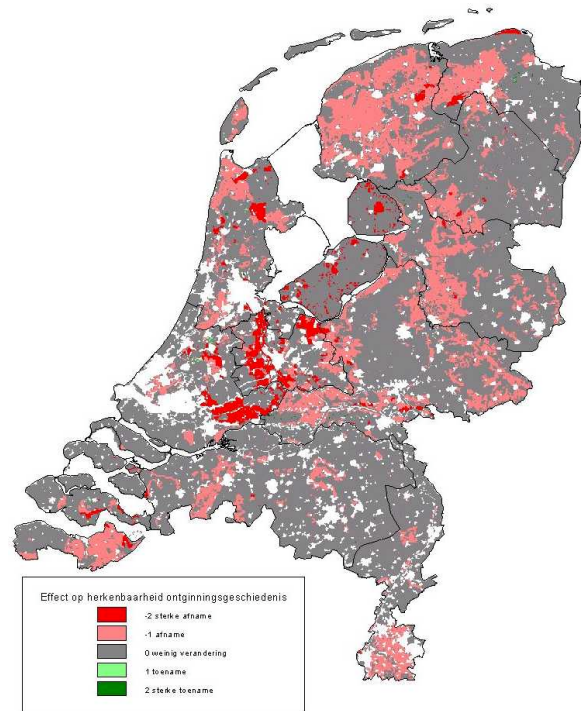 Effect op herkenbaarheid ontginningsgeschiedenis
-2 sterke afname
-1 afname
0 weinig verandering
1 toename
2 sterke toename